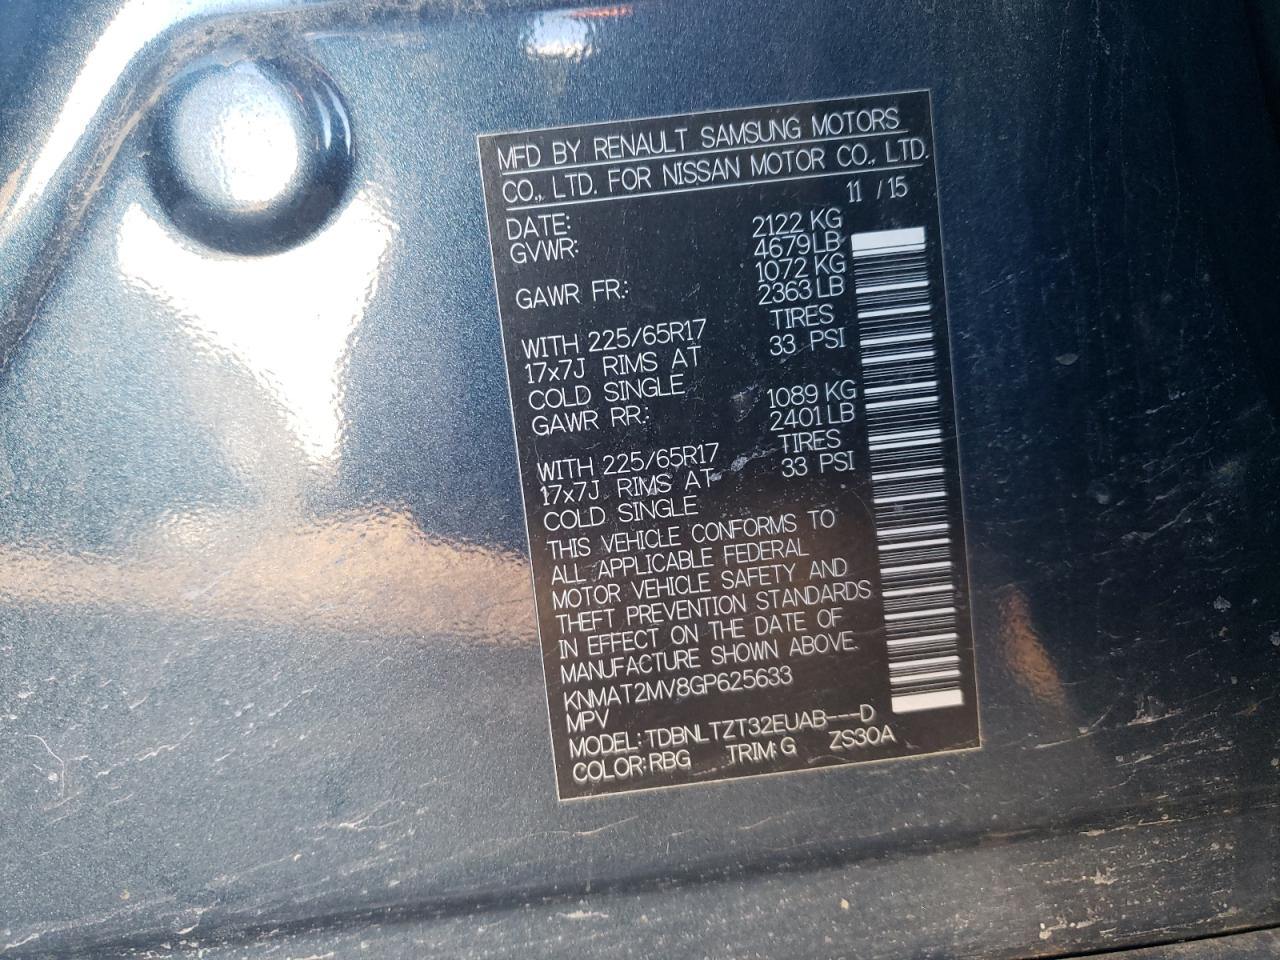 MFD BY RENAULT SAMSUNG MOTORS
CO., LTD. FOR NISSAN MOTOR CO., LTD.
DATE: 11 / 15
GVWR: 2122 KG
4679 LB
GAWR FR.: 1072 KG
2363 LB
WITH 225/65R17 TIRES
17x7J RIMS AT 33 PSI
COLD SINGLE
GAWR RR.: 1089 KG
2401 LB
WITH 225/65R17 TIRES
17x7J RIMS AT 33 PSI
COLD SINGLE
THIS VEHICLE CONFORMS TO
ALL APPLICABLE FEDERAL
MOTOR VEHICLE SAFETY AND
THEFT PREVENTION STANDARDS
IN EFFECT ON THE DATE OF
MANUFACTURE SHOWN ABOVE.
KNMAT2MV8GP625633
MPV
MODEL: TDBNLTZT32EUAB---D
COLOR: RBG TRIM: G ZS30A